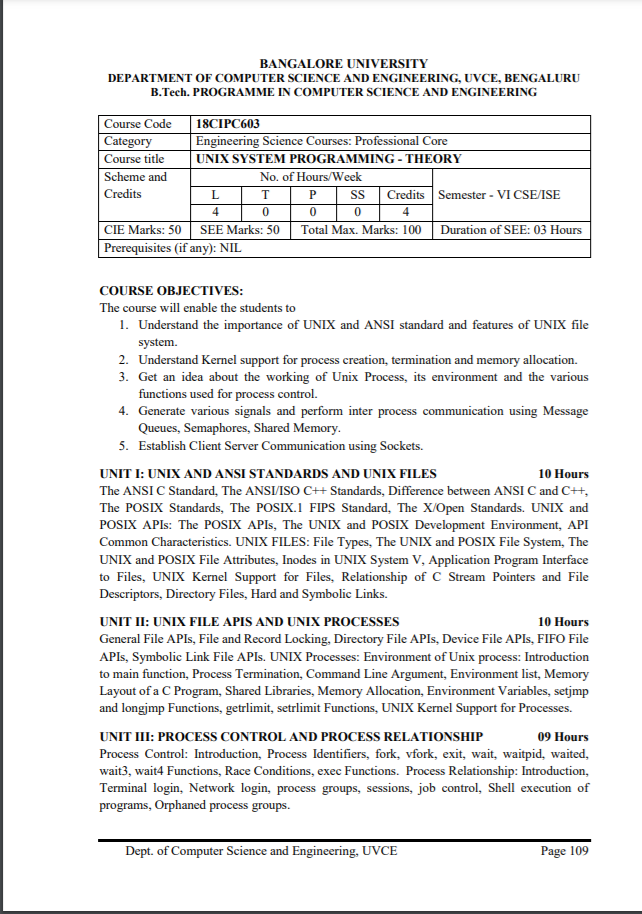 BANGALORE UNIVERSITY
DEPARTMENT OF COMPUTER SCIENCE AND ENGINEERING, UVCE, BENGALURU
B.Tech. PROGRAMME IN COMPUTER SCIENCE AND ENGINEERING
Course Code 18CIPC603
Category Engineering Science Courses: Professional Core
Course title UNIX SYSTEM PROGRAMMING - THEORY
Scheme and Credits No. of Hours/Week Semester - VI CSE/ISE
L T P SS Credits
4 0 0 0 4
CIE Marks: 50 SEE Marks: 50 Total Max. Marks: 100 Duration of SEE: 03 Hours
Prerequisites (if any): NIL
COURSE OBJECTIVES:
The course will enable the students to
1. Understand the importance of UNIX and ANSI standard and features of UNIX file
system.
2. Understand Kernel support for process creation, termination and memory allocation.
3. Get an idea about the working of Unix Process, its environment and the various
functions used for process control.
4. Generate various signals and perform inter process communication using Message
Queues, Semaphores, Shared Memory.
5. Establish Client Server Communication using Sockets.
UNIT I: UNIX AND ANSI STANDARDS AND UNIX FILES 10 Hours
The ANSI C Standard, The ANSI/ISO C++ Standards, Difference between ANSI C and C++,
The POSIX Standards, The POSIX.1 FIPS Standard, The X/Open Standards. UNIX and
POSIX APIs: The POSIX APIs, The UNIX and POSIX Development Environment, API
Common Characteristics. UNIX FILES: File Types, The UNIX and POSIX File System, The
UNIX and POSIX File Attributes, Inodes in UNIX System V, Application Program Interface
to Files, UNIX Kernel Support for Files, Relationship of C Stream Pointers and File
Descriptors, Directory Files, Hard and Symbolic Links.
UNIT II: UNIX FILE APIS AND UNIX PROCESSES 10 Hours
General File APIs, File and Record Locking, Directory File APIs, Device File APIs, FIFO File
APIs, Symbolic Link File APIs. UNIX Processes: Environment of Unix process: Introduction
to main function, Process Termination, Command Line Argument, Environment list, Memory
Layout of a C Program, Shared Libraries, Memory Allocation, Environment Variables, setjmp
and longjmp Functions, getrlimit, setrlimit Functions, UNIX Kernel Support for Processes.
UNIT III: PROCESS CONTROL AND PROCESS RELATIONSHIP 09 Hours
Process Control: Introduction, Process Identifiers, fork, vfork, exit, wait, waitpid, waited,
wait3, wait4 Functions, Race Conditions, exec Functions. Process Relationship: Introduction,
Terminal login, Network login, process groups, sessions, job control, Shell execution of
programs, Orphaned process groups.
Dept. of Computer Science and Engineering, UVCE Page 109